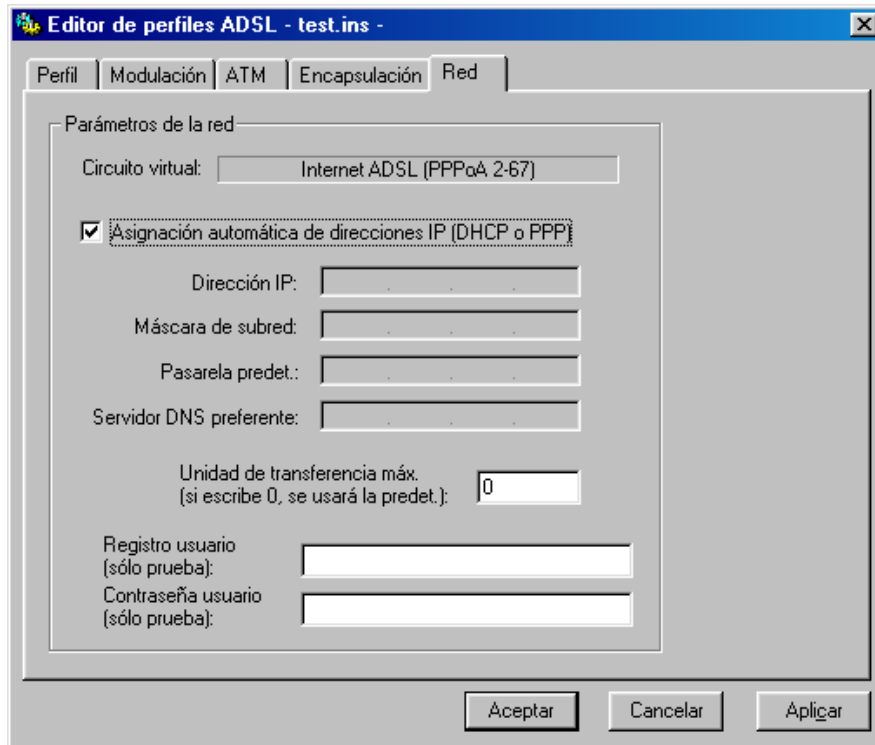 Editor de perfiles ADSL - test.ins -
Perfil Modulación ATM Encapsulación Red
Parámetros de la red
Circuito virtual: Internet ADSL (PPPoA 2-67)
Asignación automática de direcciones IP (DHCP o PPP)
Dirección IP: . . .
Máscara de subred: . . .
Pasarela predet.: . . .
Servidor DNS preferente: . . .
Unidad de transferencia máx.
(si escribe 0, se usará la predet.): 0
Registro usuario
(sólo prueba):
Contraseña usuario
(sólo prueba):
Aceptar Cancelar Aplicar